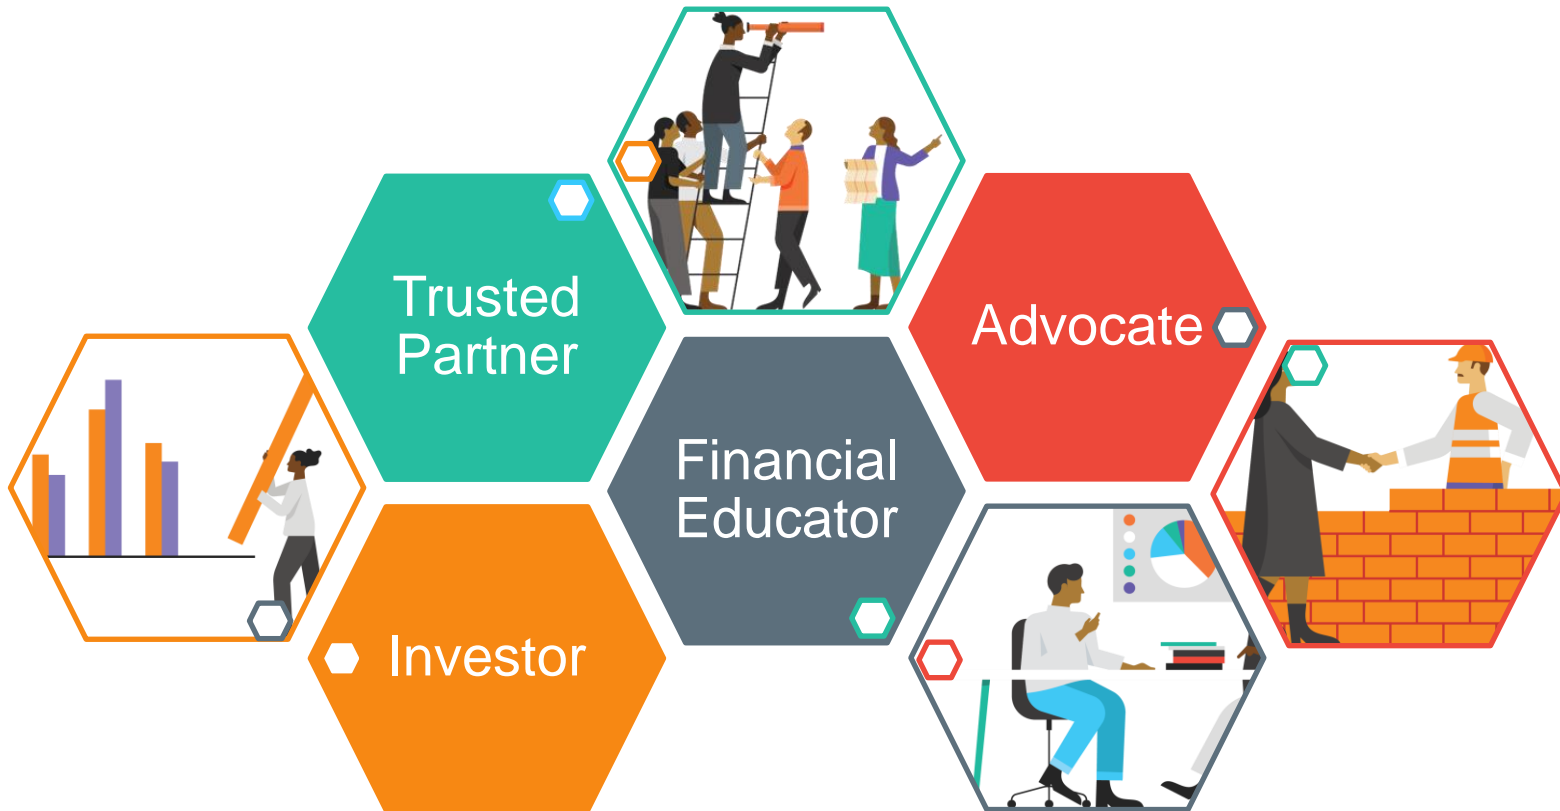 Trusted
Partner
Advocate
Financial
Educator
Investor